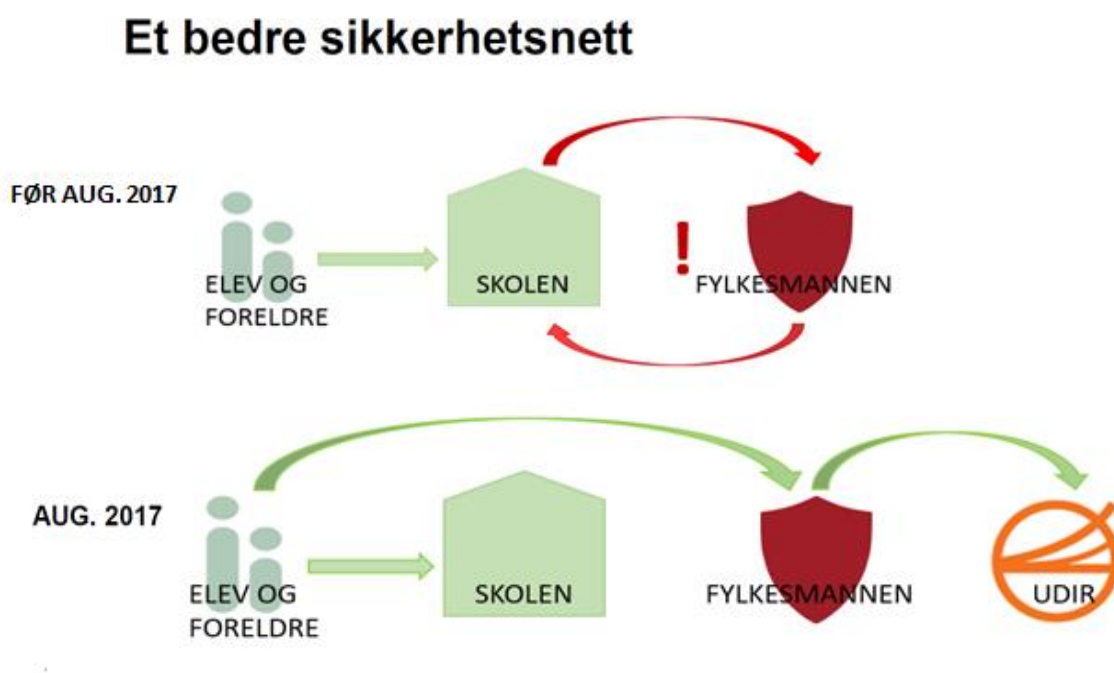 Et bedre sikkerhetsnett
FØR AUG. 2017
ELEV OG
FORELDRE
SKOLEN
!
FYLKESMANNEN
AUG. 2017
ELEV OG
FORELDRE
SKOLEN
FYLKESMANNEN
UDIR